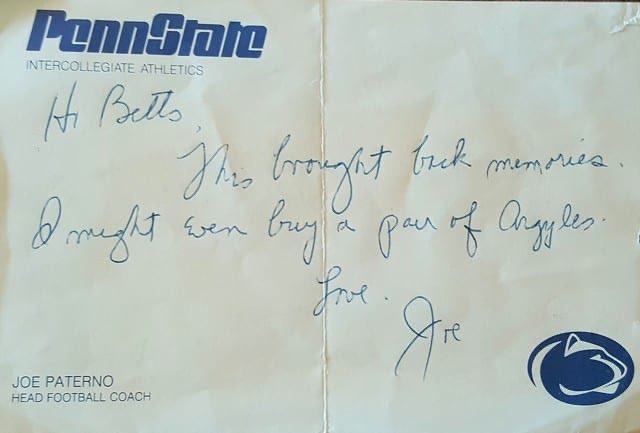 PennState
INTERCOLLEGIATE ATHLETICS
Hi Betts,
This brought back memories.
I might even buy a pair of Argyles.
Love.
Joe
JOE PATERNO
HEAD FOOTBALL COACH